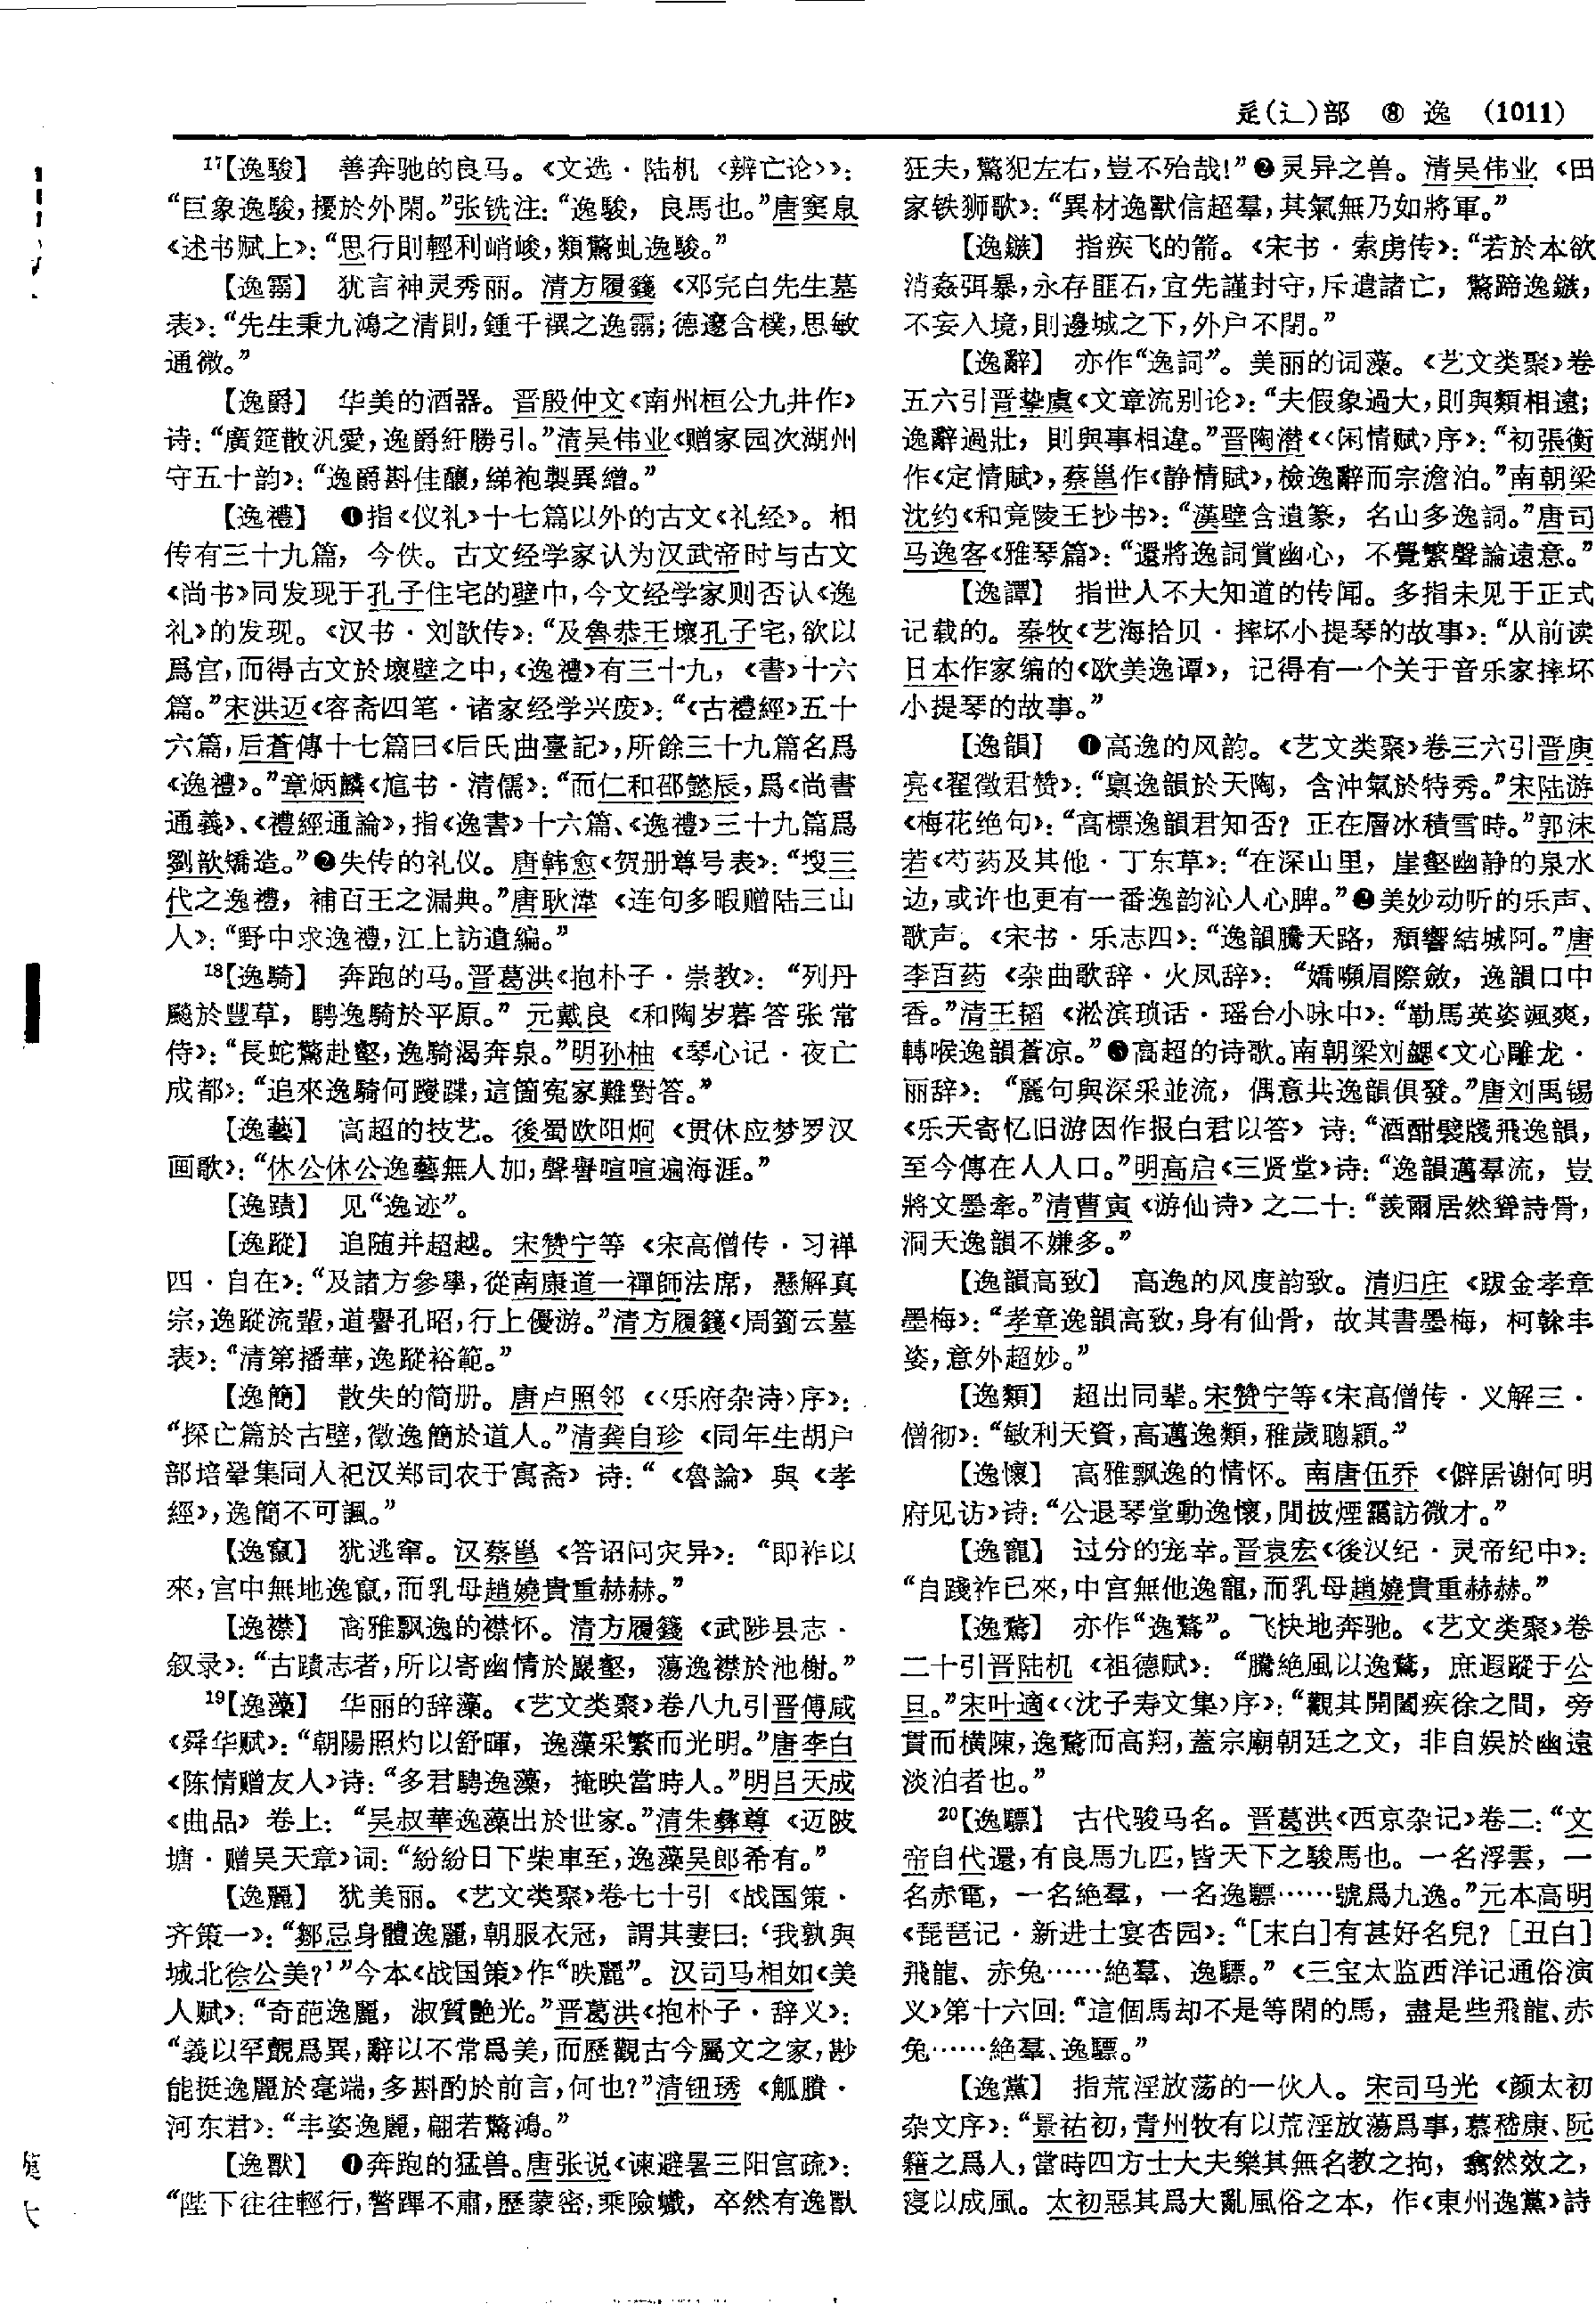 辵(辶)部　⑧　逸　(1011)
17【逸駿】　善奔驰的良马。《文选·陆机〈辨亡论〉》：
“巨象逸駿，擾於外閑。”张铣注：“逸駿，良馬也。”唐窦臮
《述书赋上》：“思行則輕利峭峻，類驚虬逸駿。”
【逸靈】　犹言神灵秀丽。清方履籛《邓完白先生墓
表》：“先生秉九鴻之清則，鍾千禩之逸靈；德邃含樸，思敏
通微。”
【逸爵】　华美的酒器。晋殷仲文《南州桓公九井作》
诗：“廣筵散汎愛，逸爵紆勝引。”清吴伟业《赠家园次湖州
守五十韵》：“逸爵斟佳釀，綈袍製異繒。”
【逸禮】　❶指《仪礼》十七篇以外的古文《礼经》。相
传有三十九篇，今佚。古文经学家认为汉武帝时与古文
《尚书》同发现于孔子住宅的壁中，今文经学家则否认《逸
礼》的发现。《汉书·刘歆传》：“及魯恭王壞孔子宅，欲以
爲宫，而得古文於壞壁之中，《逸禮》有三十九，《書》十六
篇。”宋洪迈《容斋四笔·诸家经学兴废》：“《古禮經》五十
六篇，后蒼傳十七篇曰《后氏曲臺記》，所餘三十九篇名爲
《逸禮》。”章炳麟《訄书·清儒》：“而仁和邵懿辰，爲《尚書
通義》、《禮經通論》，指《逸書》十六篇、《逸禮》三十九篇爲
劉歆矯造。”❷失传的礼仪。唐韩愈《贺册尊号表》：“搜三
代之逸禮，補百王之漏典。”唐耿湋《连句多暇赠陆三山
人》：“野中求逸禮，江上訪遺編。”
18【逸騎】　奔跑的马。晋葛洪《抱朴子·崇教》：“列丹
飈於豐草，騁逸騎於平原。”元戴良《和陶岁暮答张常
侍》：“長蛇驚赴壑，逸騎渴奔泉。”明孙柚《琴心记·夜亡
成都》：“追來逸騎何躞蹀，這箇冤家難對答。”
【逸藝】　高超的技艺。後蜀欧阳炯《贯休应梦罗汉
画歌》：“休公休公逸藝無人加，聲譽喧喧遍海涯。”
【逸蹟】　见“逸迹”。
【逸蹤】　追随并超越。宋赞宁等《宋高僧传·习禅
四·自在》：“及諸方參學，從南康道一禪師法席，懸解真
宗，逸蹤流輩，道譽孔昭，行上優游。”清方履籛《周蓊云墓
表》：“清第播華，逸蹤裕範。”
【逸簡】　散失的简册。唐卢照邻《〈乐府杂诗〉序》：
“探亡篇於古壁，徵逸簡於道人。”清龚自珍《同年生胡户
部培翬集同人祀汉郑司农于寓斋》诗：“《魯論》與《孝
經》，逸簡不可諷。”
【逸竄】　犹逃窜。汉蔡邕《答诏问灾异》：“即祚以
來，宫中無地逸竄，而乳母趙嬈貴重赫赫。”
【逸襟】　高雅飘逸的襟怀。清方履籛《武陟县志·
叙录》：“古蹟志者，所以寄幽情於巖壑，蕩逸襟於池榭。”
19【逸藻】　华丽的辞藻。《艺文类聚》卷八九引晋傅咸
《舜华赋》：“朝陽照灼以舒暉，逸藻采繁而光明。”唐李白
《陈情赠友人》诗：“多君騁逸藻，掩映當時人。”明吕天成
《曲品》卷上：“吴叔華逸藻出於世家。”清朱彝尊《迈陂
塘·赠吴天章》词：“紛紛日下柴車至，逸藻吴郎希有。”
【逸麗】　犹美丽。《艺文类聚》卷七十引《战国策·
齐策一》：“鄒忌身體逸麗，朝服衣冠，謂其妻曰：‘我孰與
城北徐公美？’”今本《战国策》作“昳麗”。汉司马相如《美
人赋》：“奇葩逸麗，淑質艷光。”晋葛洪《抱朴子·辞义》：
“義以罕覿爲異，辭以不常爲美，而歷觀古今屬文之家，尠
能挺逸麗於毫端，多斟酌於前言，何也？”清钮琇《觚賸·
河东君》：“丰姿逸麗，翩若驚鴻。”
【逸獸】　❶奔跑的猛兽。唐张说《谏避暑三阳宫疏》：
“陛下往往輕行，警蹕不肅，歷蒙密，乘險巇，卒然有逸獸
狂夫，驚犯左右，豈不殆哉！”❷灵异之兽。清吴伟业《田
家铁狮歌》：“異材逸獸信超羣，其氣無乃如將軍。”
【逸鏃】　指疾飞的箭。《宋书·索虏传》：“若於本欲
消姦弭暴，永存匪石，宜先謹封守，斥遣諸亡，驚蹄逸鏃，
不妄入境，則邊城之下，外户不閉。”
【逸辭】　亦作“逸詞”。美丽的词藻。《艺文类聚》卷
五六引晋挚虞《文章流别论》：“夫假象過大，則與類相遠；
逸辭過壯，則與事相違。”晋陶潜《〈闲情赋〉序》：“初張衡
作《定情賦》，蔡邕作《静情賦》，檢逸辭而宗澹泊。”南朝梁
沈约《和竟陵王抄书》：“漢壁含遺篆，名山多逸詞。”唐司
马逸客《雅琴篇》：“還將逸詞賞幽心，不覺繁聲論遠意。”
【逸譚】　指世人不大知道的传闻。多指未见于正式
记载的。秦牧《艺海拾贝·摔坏小提琴的故事》：“从前读
日本作家编的《欧美逸谭》，记得有一个关于音乐家摔坏
小提琴的故事。”
【逸韻】　❶高逸的风韵。《艺文类聚》卷三六引晋庾
亮《翟徵君赞》：“禀逸韻於天陶，含沖氣於特秀。”宋陆游
《梅花绝句》：“高標逸韻君知否？正在層冰積雪時。”郭沫
若《芍药及其他·丁东草》：“在深山里，崖壑幽静的泉水
边，或许也更有一番逸韵沁人心脾。”❷美妙动听的乐声、
歌声。《宋书·乐志四》：“逸韻騰天路，頹響結城阿。”唐
李百药《杂曲歌辞·火凤辞》：“嬌嚬眉際斂，逸韻口中
香。”清王韬《淞滨琐话·瑶台小咏中》：“勒馬英姿颯爽，
轉喉逸韻蒼凉。”❸高超的诗歌。南朝梁刘勰《文心雕龙·
丽辞》：“麗句與深采並流，偶意共逸韻俱發。”唐刘禹锡
《乐天寄忆旧游因作报白君以答》诗：“酒酣襞牋飛逸韻，
至今傳在人人口。”明高启《三贤堂》诗：“逸韻邁羣流，豈
將文墨牽。”清曹寅《游仙诗》之二十：“羨爾居然聳詩骨，
洞天逸韻不嫌多。”
【逸韻高致】　高逸的风度韵致。清归庄《跋金孝章
墨梅》：“孝章逸韻高致，身有仙骨，故其書墨梅，柯榦丰
姿，意外超妙。”
【逸類】　超出同辈。宋赞宁等《宋高僧传·义解三·
僧彻》：“敏利天資，高邁逸類，稚歲聰穎。”
【逸懷】　高雅飘逸的情怀。南唐伍乔《僻居谢何明
府见访》诗：“公退琴堂動逸懷，閒披煙靄訪微才。”
【逸寵】　过分的宠幸。晋袁宏《後汉纪·灵帝纪中》：
“自踐祚已來，中宫無他逸寵，而乳母趙嬈貴重赫赫。”
【逸騖】　亦作“逸鶩”。飞快地奔驰。《艺文类聚》卷
二十引晋陆机《祖德赋》：“騰絶風以逸騖，庶遐蹤于公
旦。”宋叶適《〈沈子寿文集〉序》：“觀其開闔疾徐之間，旁
貫而横陳，逸鶩而高翔，蓋宗廟朝廷之文，非自娱於幽遠
淡泊者也。”
20【逸驃】　古代骏马名。晋葛洪《西京杂记》卷二：“文
帝自代還，有良馬九匹，皆天下之駿馬也。一名浮雲，一
名赤電，一名絶羣，一名逸驃……號爲九逸。”元本高明
《琵琶记·新进士宴杏园》：“［末白］有甚好名兒？［丑白］
飛龍、赤兔……絶羣、逸驃。”《三宝太监西洋记通俗演
义》第十六回：“這個馬却不是等閑的馬，盡是些飛龍、赤
兔……絶羣、逸驃。”
【逸黨】　指荒淫放荡的一伙人。宋司马光《颜太初
杂文序》：“景祐初，青州牧有以荒淫放蕩爲事，慕嵇康、阮
籍之爲人，當時四方士大夫樂其無名教之拘，翕然效之，
寖以成風。太初惡其爲大亂風俗之本，作《東州逸黨》詩